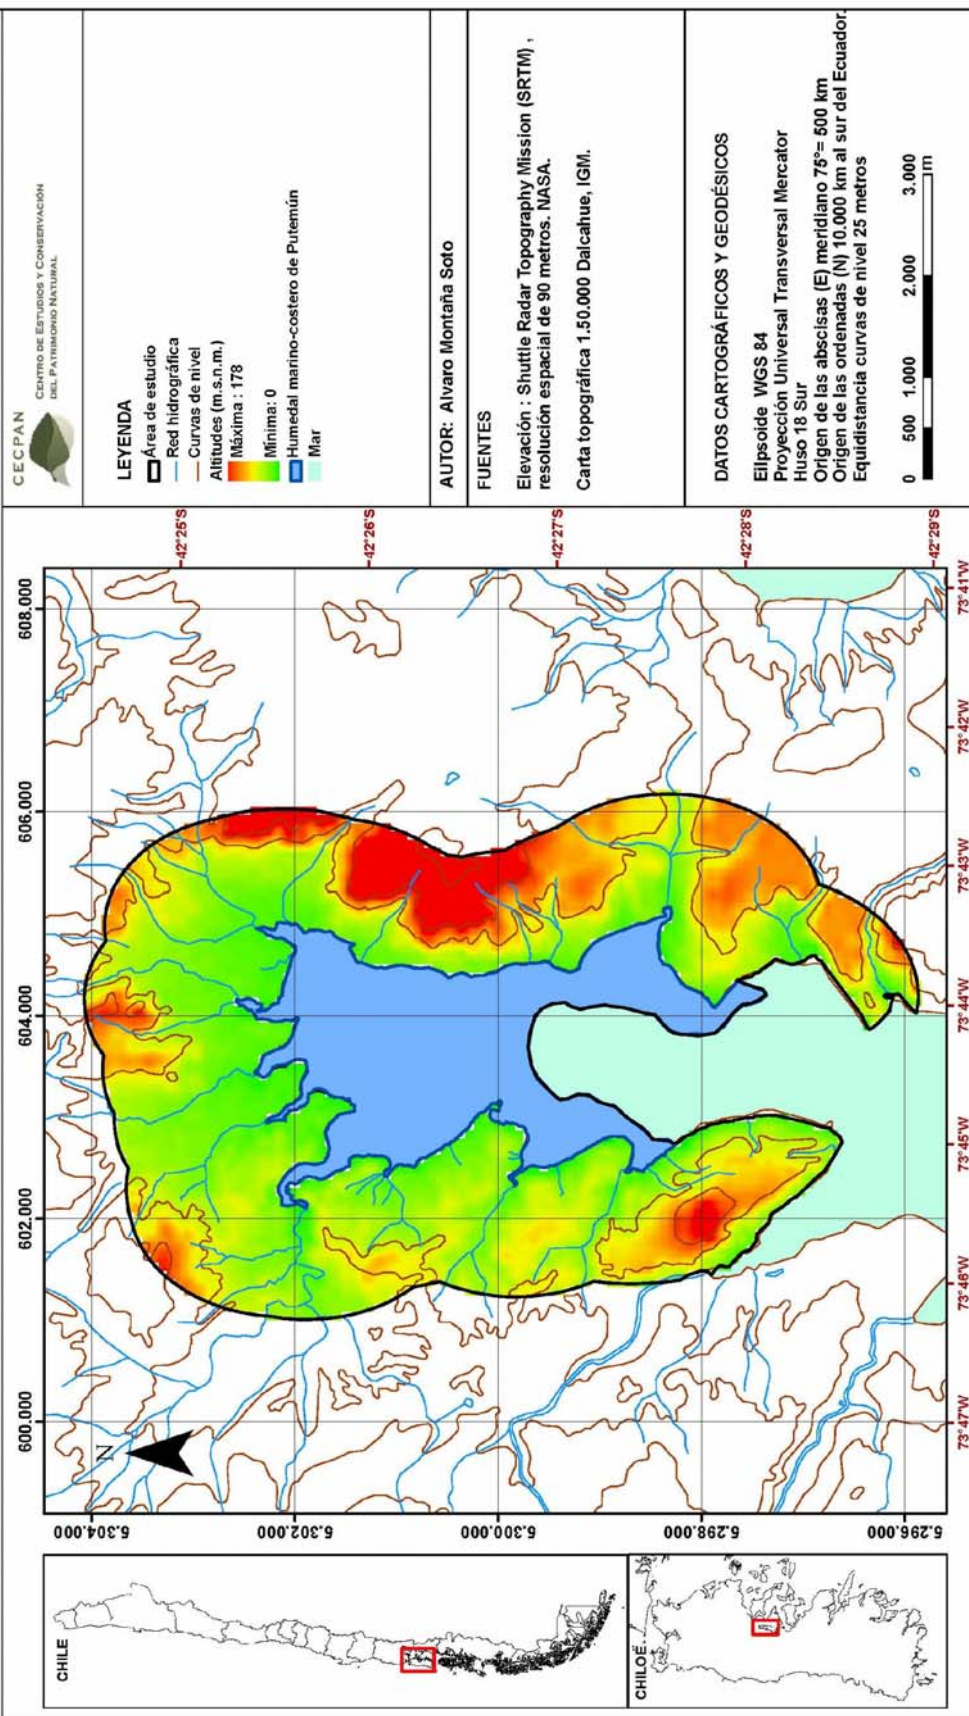 CECPAN
CENTRO DE ESTUDIOS Y CONSERVACIÓN
DEL PATRIMONIO NATURAL
LEYENDA
Área de estudio
Red hidrográfica
Curvas de nivel
Altitudes (m.s.n.m.)
Máxima : 178
Mínima: 0
Humedal marino-costero de Putemún
Mar
AUTOR: Alvaro Montaña Soto
FUENTES
Elevación : Shuttle Radar Topography Mission (SRTM) ,
resolución espacial de 90 metros. NASA.
Carta topográfica 1.50.000 Dalcahue, IGM.
DATOS CARTOGRÁFICOS Y GEODÉSICOS
Elipsoide WGS 84
Proyección Universal Transversal Mercator
Huso 18 Sur
Origen de las abscisas (E) meridiano 75°= 500 km
Origen de las ordenadas (N) 10.000 km al sur del Ecuador.
Equidistancia curvas de nivel 25 metros
0 500 1.000 2.000 3.000
m
600.000 602.000 604.000 606.000 608.000
5.304.000
5.302.000
5.300.000
5.298.000
5.296.000
42°25'S
42°26'S
42°27'S
42°28'S
42°29'S
73°47'W 73°46'W 73°45'W 73°44'W 73°43'W 73°42'W 73°41'W
N
CHILE
CHILOÉ